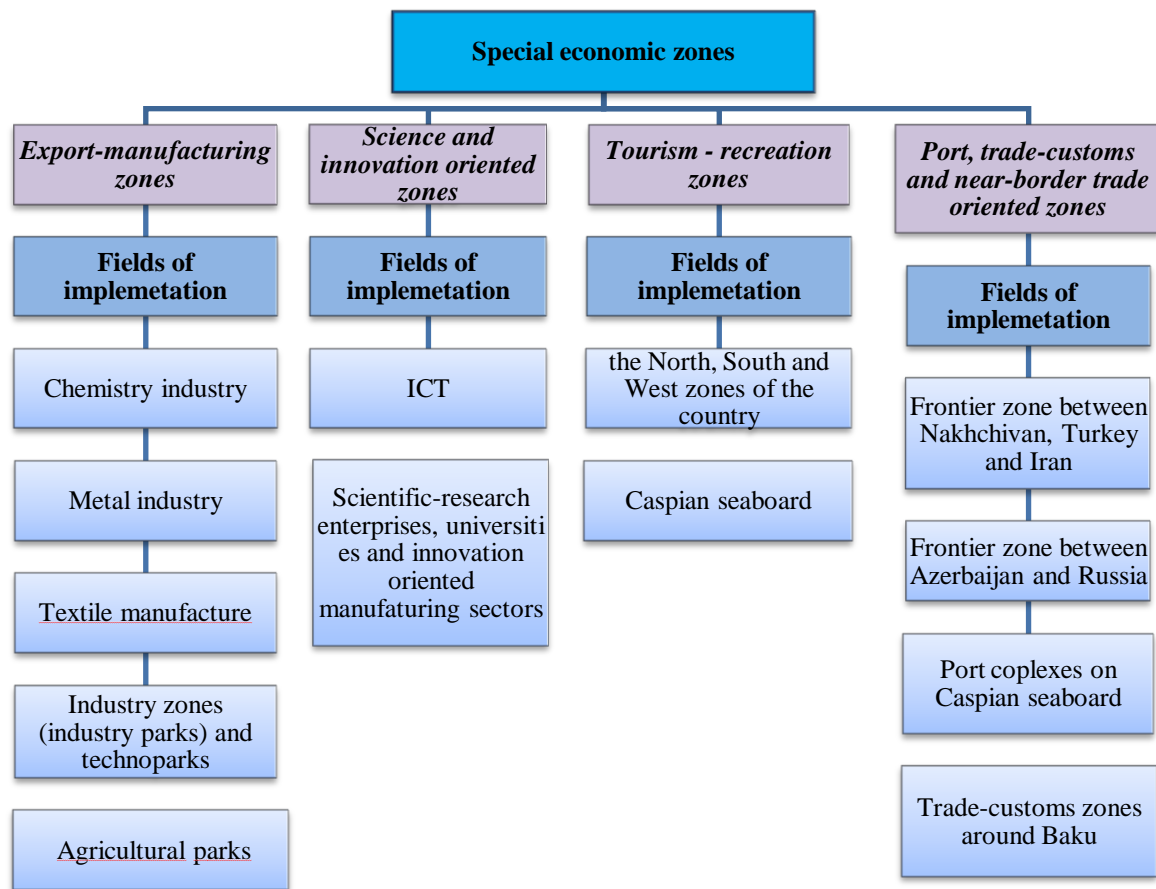 Special economic zones
Export-manufacturing
zones
Fields of
implemetation
Chemistry industry
Metal industry
Textile manufacture
Industry zones
(industry parks) and
technoparks
Agricultural parks
Science and
innovation oriented
zones
Fields of
implemetation
ICT
Scientific-research
enterprises, universiti
es and innovation
oriented
manufaturing sectors
Tourism - recreation
zones
Fields of
implemetation
the North, South and
West zones of the
country
Caspian seaboard
Port, trade-customs
and near-border trade
oriented zones
Fields of
implemetation
Frontier zone between
Nakhchivan, Turkey
and Iran
Frontier zone between
Azerbaijan and Russia
Port coplexes on
Caspian seaboard
Trade-customs zones
around Baku